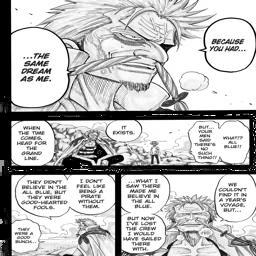 BECAUSE
YOU HAD...
...THE
SAME
DREAM
AS ME.
WHAT??
ALL
BLUE!!
BUT...
YOUR
MEN
SAID
THERE'S
NO
SUCH
THING!!
IT
EXISTS.
WHEN
THE TIME
COMES,
HEAD FOR
THE
GRAND
LINE.
WE
COULDN'T
FIND IT IN
A YEAR'S
VOYAGE,
BUT...
...WHAT I
SAW THERE
MADE ME
BELIEVE
IN THE
ALL
BLUE.
BUT NOW
I'VE LOST
THE CREW
I WOULD
HAVE SAILED
THERE
WITH.
I DON'T
FEEL LIKE
BEING A
PIRATE
WITHOUT
THEM.
THEY DIDN'T
BELIEVE IN THE
ALL BLUE, BUT
THEY WERE
GOOD-HEARTED
FOOLS.
THEY
WERE A
GOOD
BUNCH...